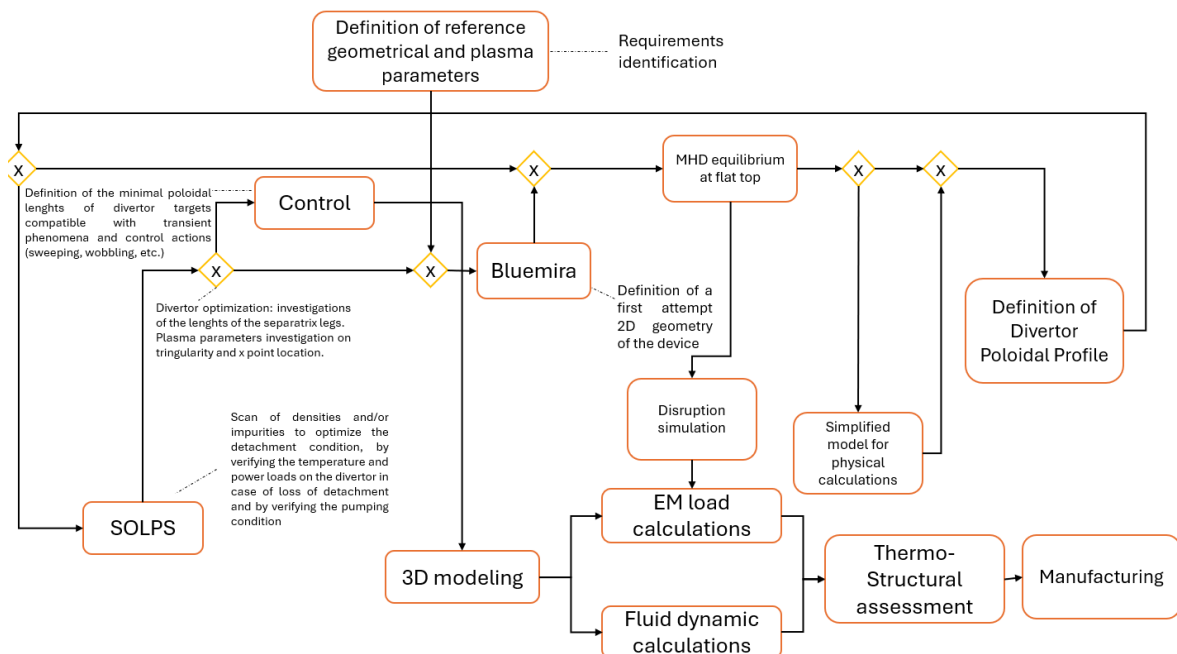 Definition of reference
geometrical and plasma
parameters
Requirements
identification
X
X
MHD equilibrium
at flat top
X
X
Definition of the minimal poloidal
lenghts of divertor targets
compatible with transient
phenomena and control actions
(sweeping, wobbling, etc.)
Control
X
X
Bluemira
Definition of a
first attempt
2D geometry
of the device
Definition of
Divertor
Poloidal Profile
Divertor optimization: investigations
of the lenghts of the separatrix legs.
Plasma parameters investigation on
tringularity and x point location.
Disruption
simulation
Simplified
model for
physical
calculations
Scan of densities and/or
impurities to optimize the
detachment condition, by
verifying the temperature and
power loads on the divertor in
case of loss of detachment
and by verifying the pumping
condition
SOLPS
EM load
calculations
3D modeling
Thermo-
Structural
assessment
Manufacturing
Fluid dynamic
calculations